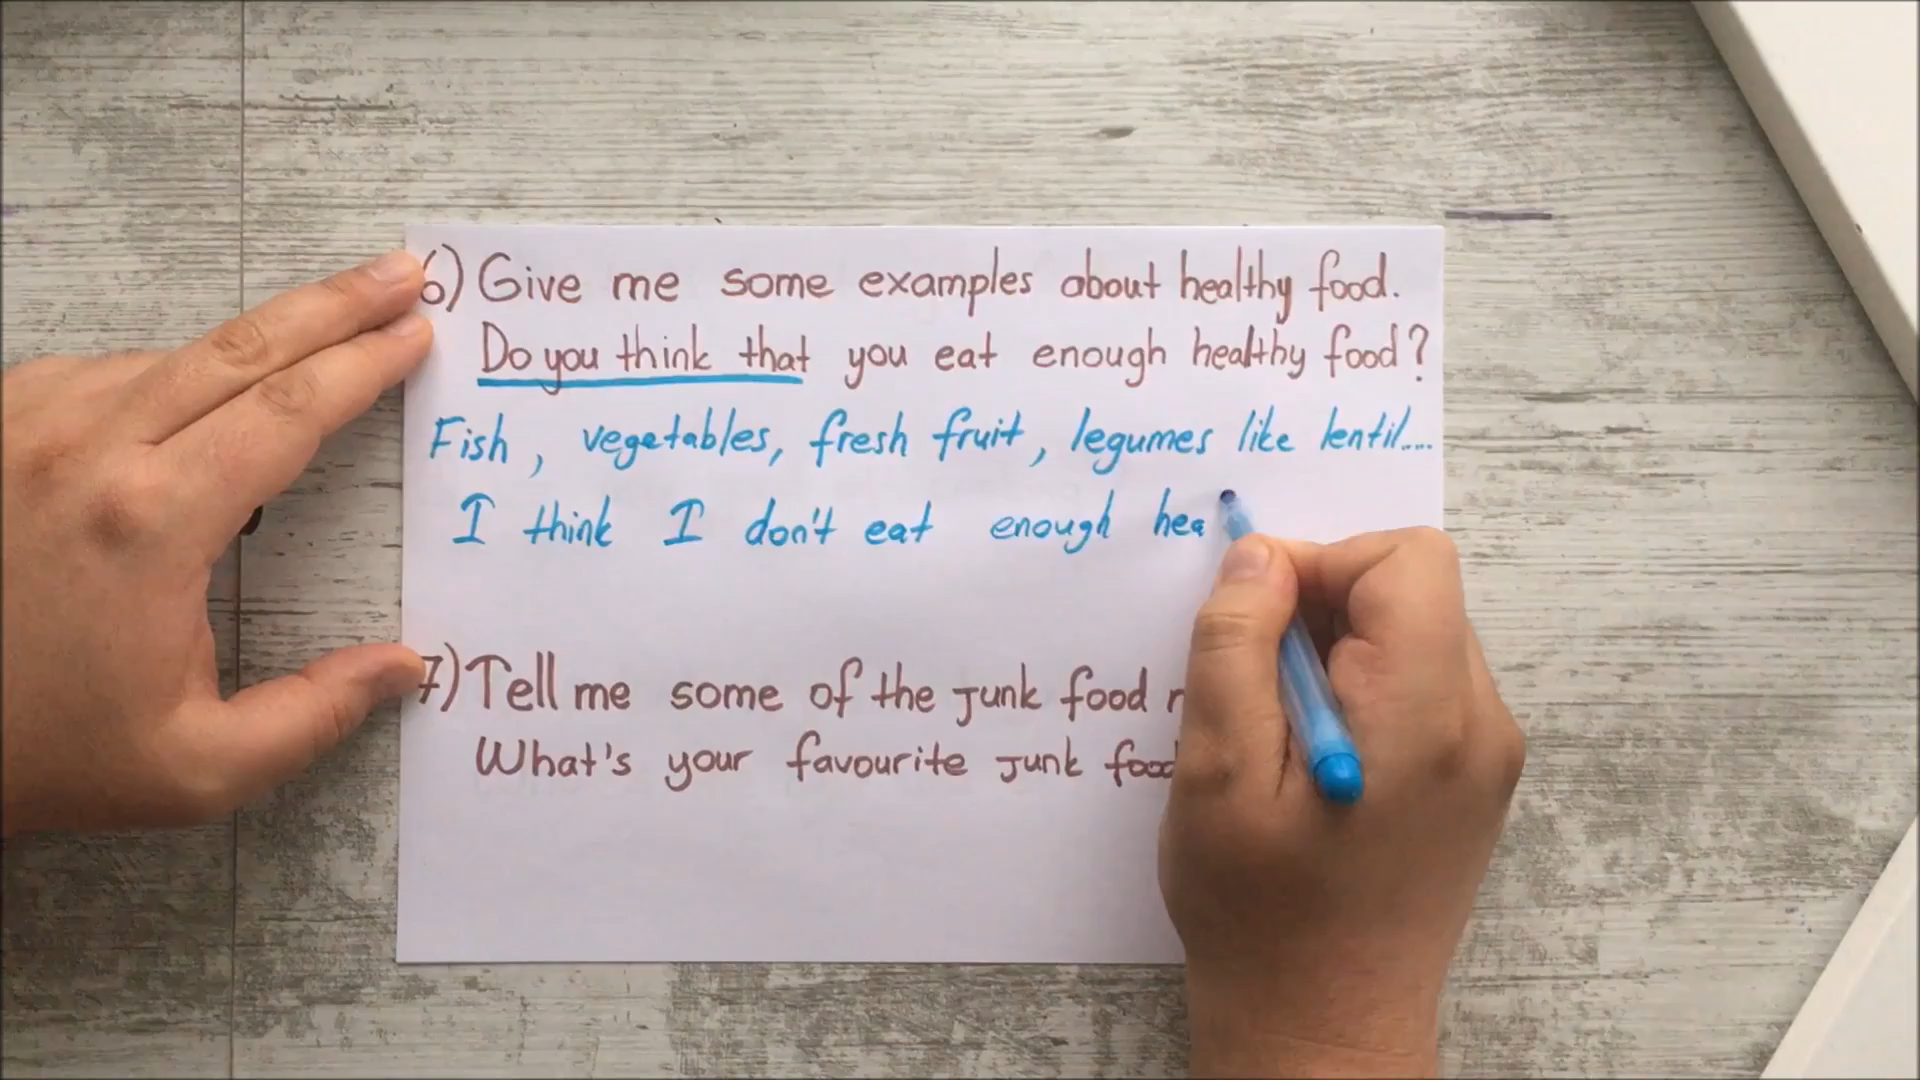 6) Give me some examples about healthy food.
Do you think that you eat enough healthy food?
Fish, vegetables, fresh fruit, legumes like lentil....
I think I don't eat enough hea
7) Tell me some of the junk food
What's your favourite junk food